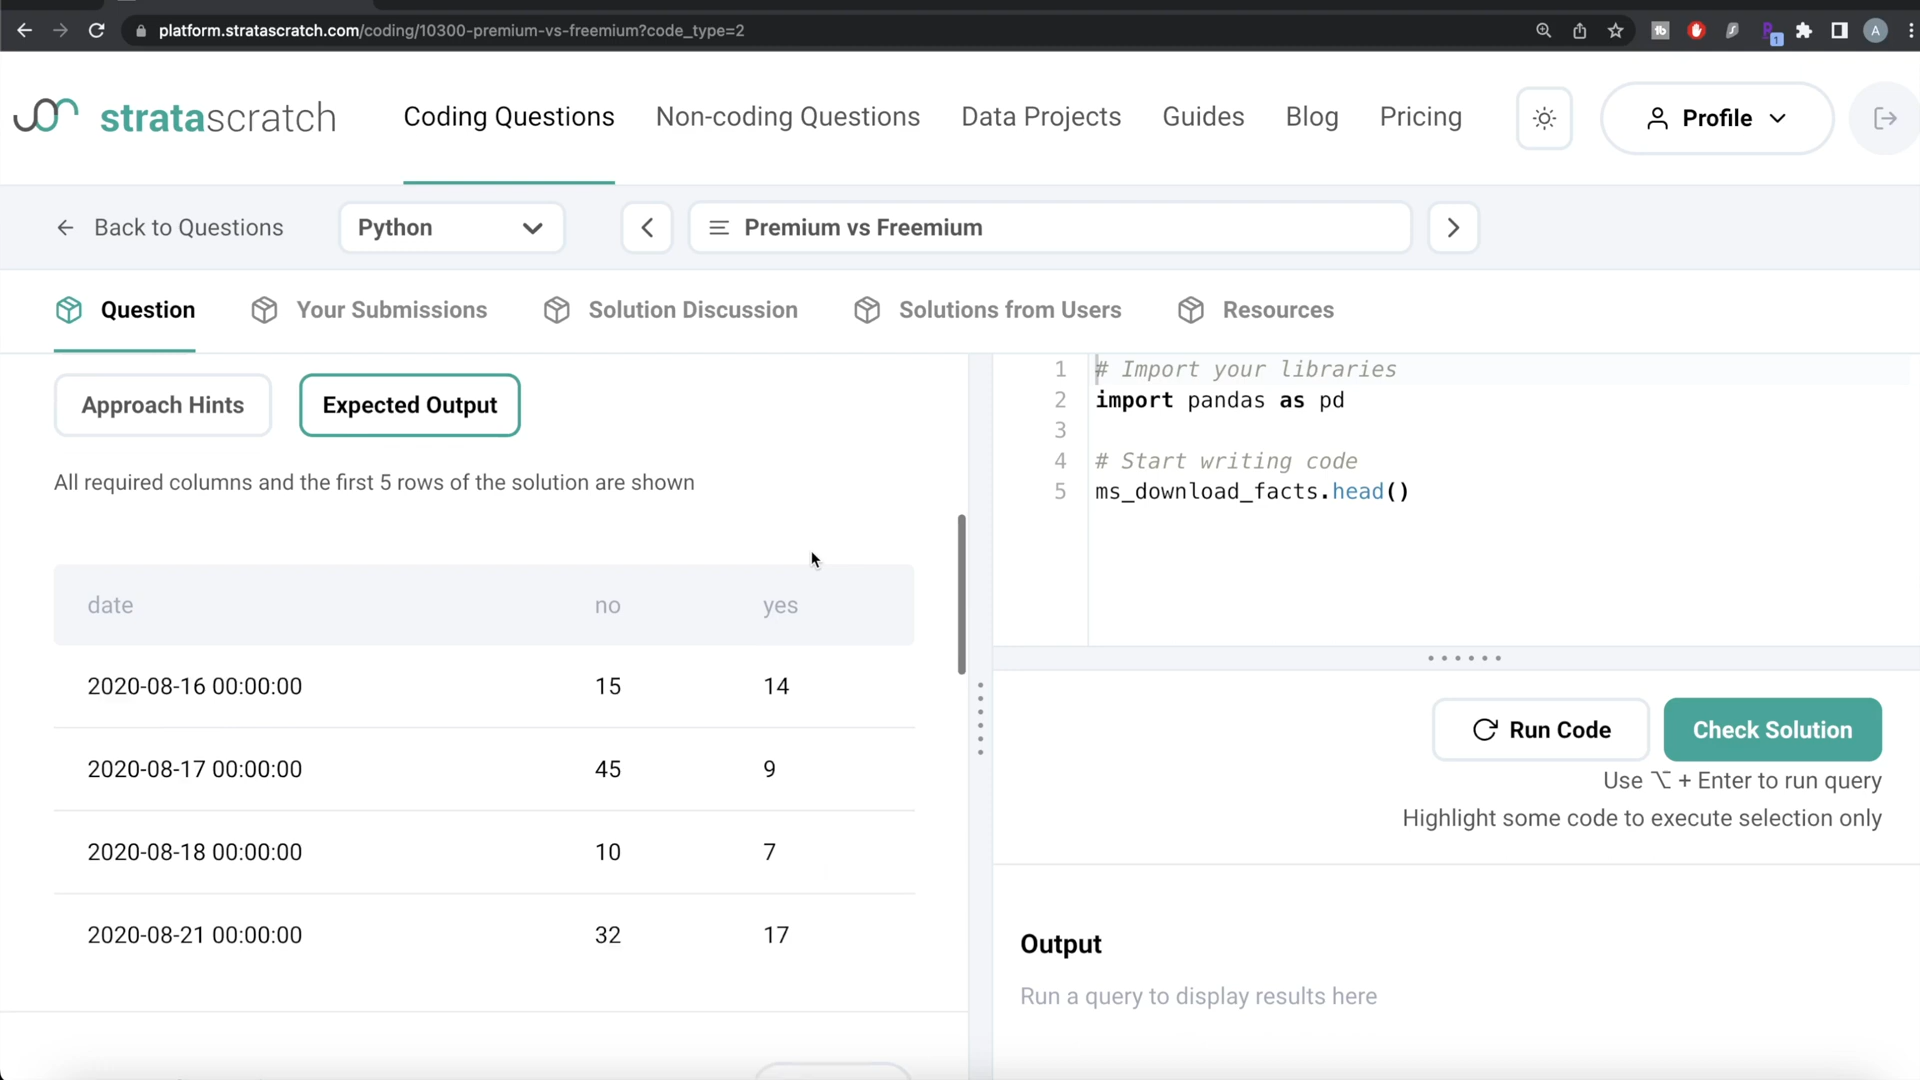 platform.stratascratch.com/coding/10300-premium-vs-freemium?code_type=2
tb
1
A
stratascratch
Coding Questions
Non-coding Questions
Data Projects
Guides
Blog
Pricing
Profile
Back to Questions
Python
Premium vs Freemium
Question
Your Submissions
Solution Discussion
Solutions from Users
Resources
Approach Hints
Expected Output
All required columns and the first 5 rows of the solution are shown
date no yes
2020-08-16 00:00:00 15 14
2020-08-17 00:00:00 45 9
2020-08-18 00:00:00 10 7
2020-08-21 00:00:00 32 17
1 # Import your libraries
2 import pandas as pd
3
4 # Start writing code
5 ms_download_facts.head()
Run Code
Check Solution
Use ⌥ + Enter to run query
Highlight some code to execute selection only
Output
Run a query to display results here